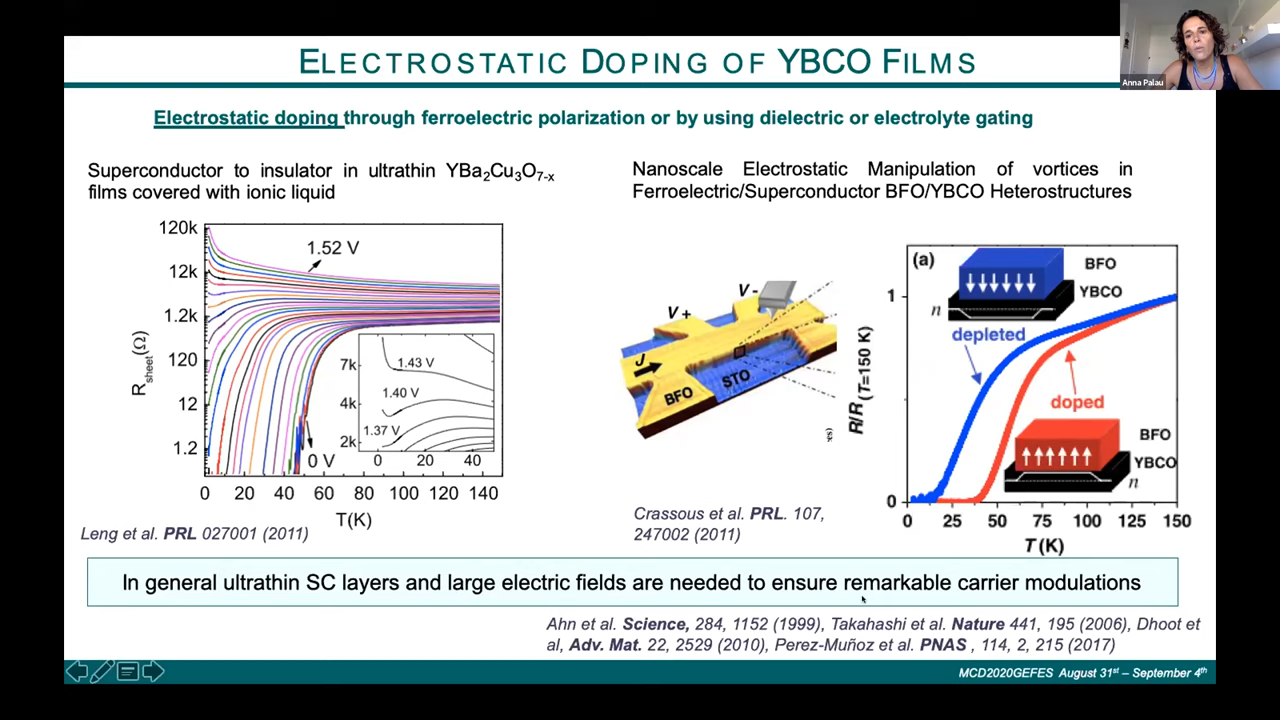 ELECTROSTATIC DOPING OF YBCO FILMS
Anna Palau
Electrostatic doping through ferroelectric polarization or by using dielectric or electrolyte gating
Superconductor to insulator in ultrathin YBa2Cu3O7-x
films covered with ionic liquid
Nanoscale Electrostatic Manipulation of vortices in
Ferroelectric/Superconductor BFO/YBCO Heterostructures
120k
12k
1.2k
120
12
1.2
Rsheet(Ω)
1.52 V
0 V
7k
4k
2k
1.43 V
1.40 V
1.37 V
0 20 40
0 20 40 60 80 100 120 140
T(K)
Leng et al. PRL 027001 (2011)
V -
V +
J
BFO
STO
(a)
BFO
YBCO
n
depleted
doped
BFO
YBCO
n
1
0
R/R(T=150 K)
0 25 50 75 100 125 150
T (K)
Crassous et al. PRL. 107,
247002 (2011)
In general ultrathin SC layers and large electric fields are needed to ensure remarkable carrier modulations
Ahn et al. Science, 284, 1152 (1999), Takahashi et al. Nature 441, 195 (2006), Dhoot et
al, Adv. Mat. 22, 2529 (2010), Perez-Muñoz et al. PNAS , 114, 2, 215 (2017)
MCD2020GEFES August 31st – September 4th